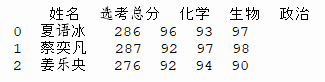 姓名 选考总分 化学 生物 政治
0 夏语冰 286 96 93 97
1 蔡奕凡 287 92 97 98
2 姜乐央 276 92 94 90